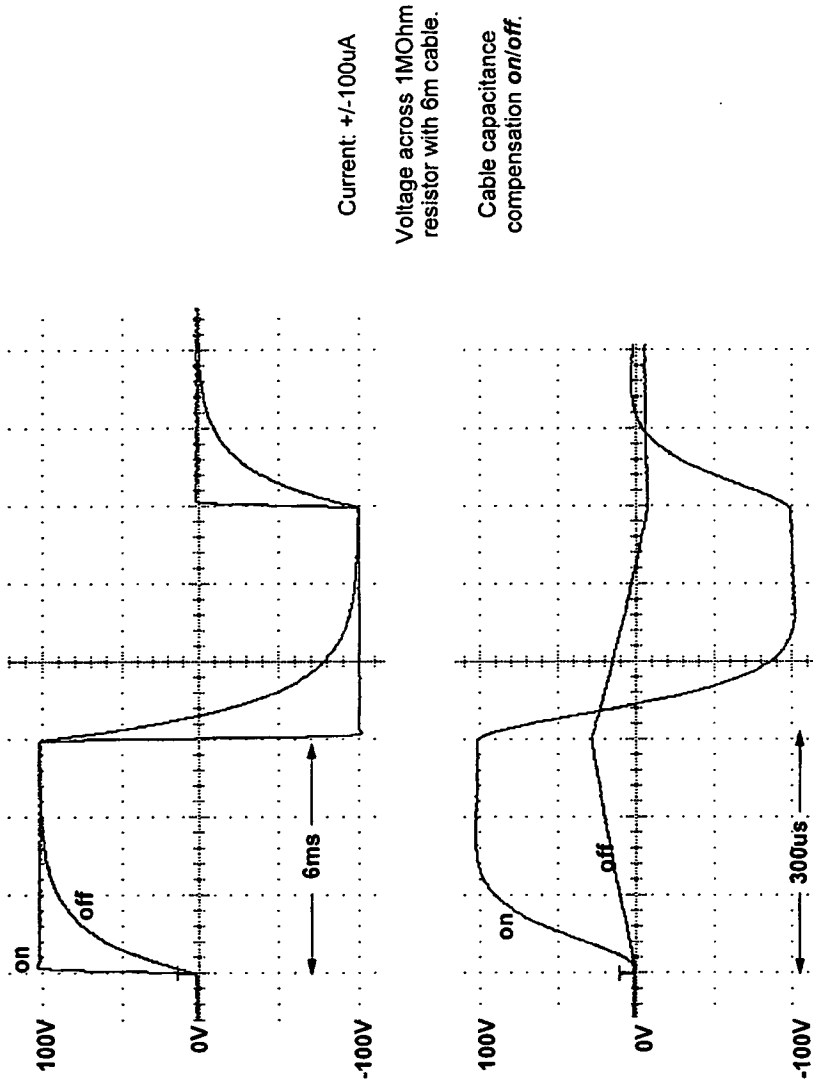 Current: +/-100uA
Voltage across 1MOhm
resistor with 6m cable.
Cable capacitance
compensation on/off.
100V
0V
-100V
on
off
6ms
100V
0V
-100V
on
off
300us